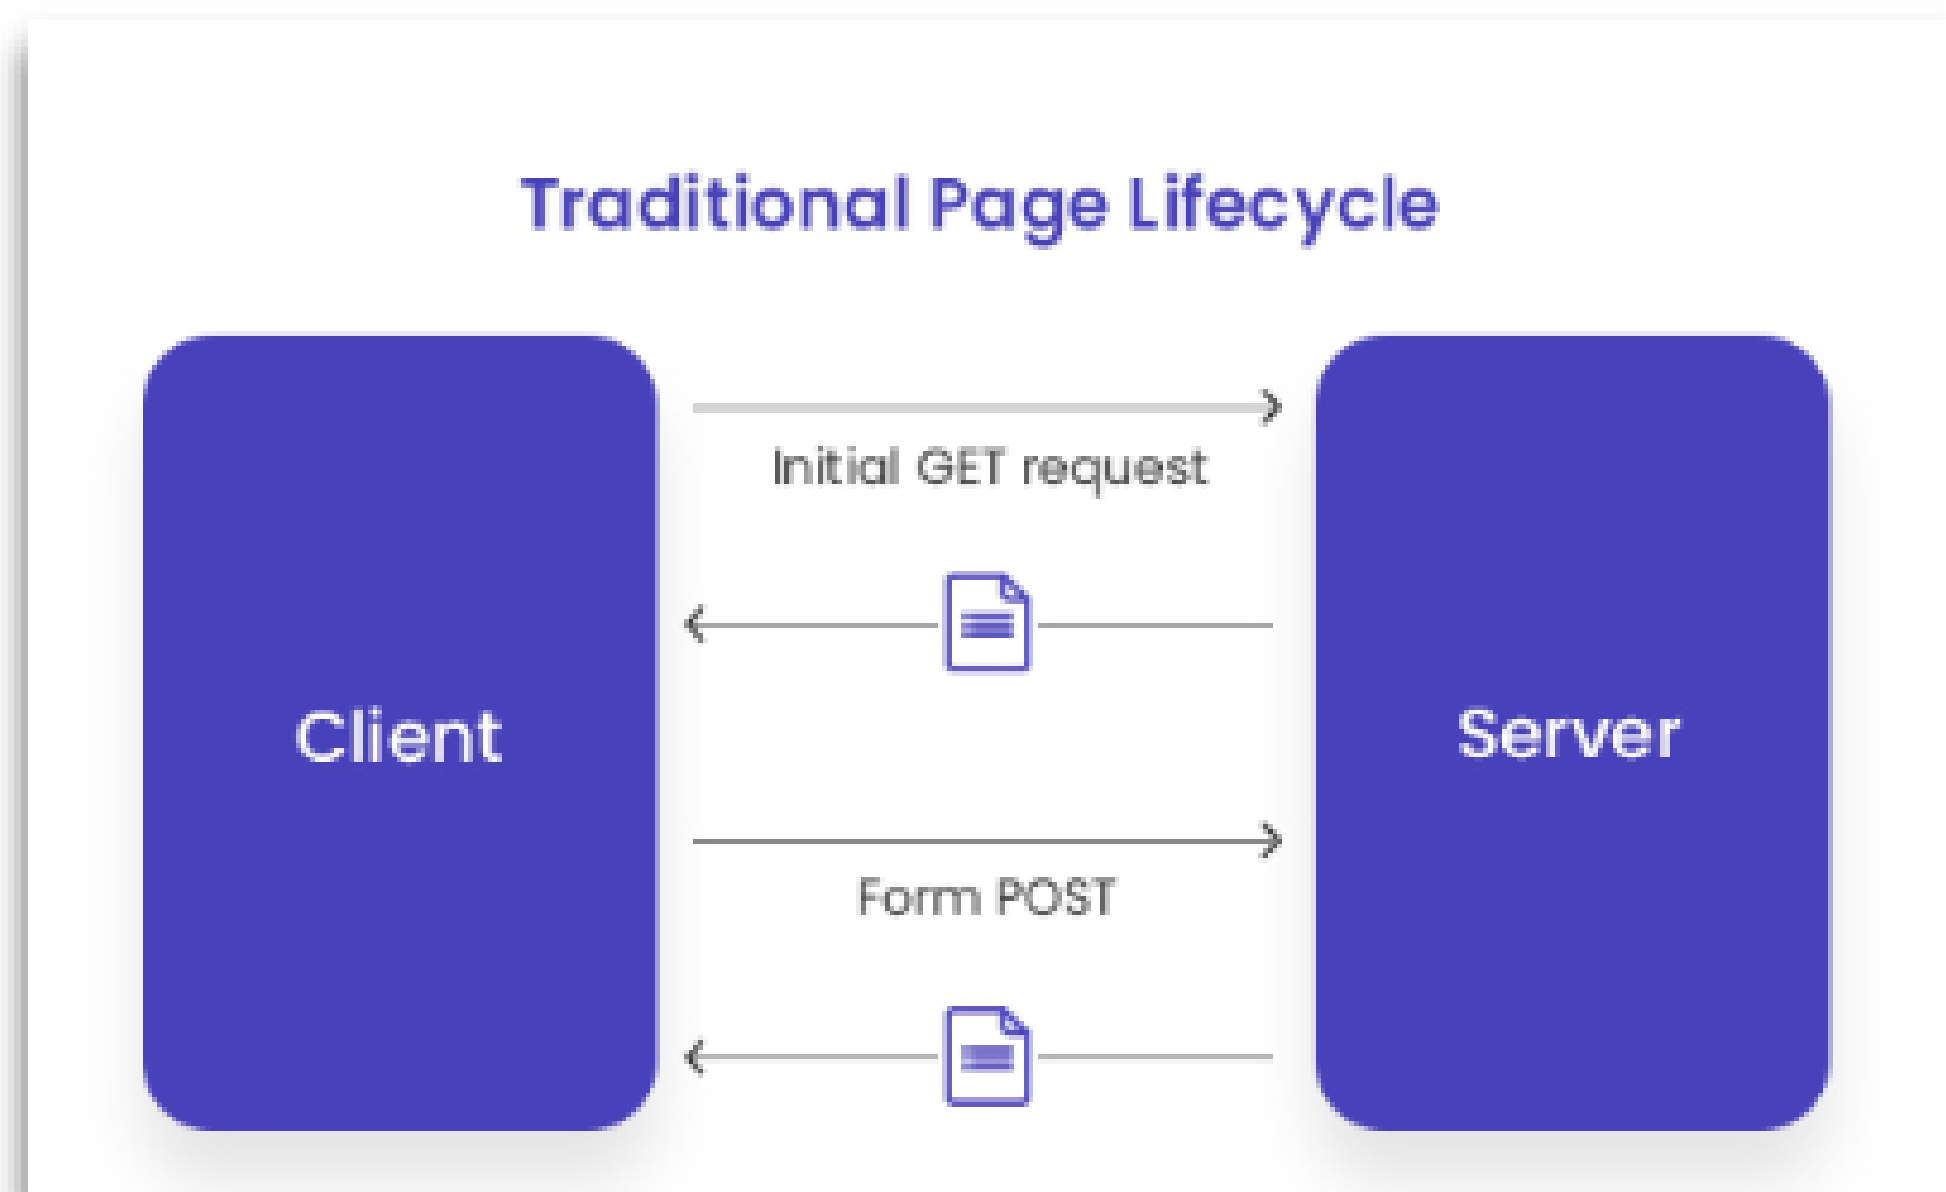 Traditional Page Lifecycle
Initial GET request
Client
Server
Form POST